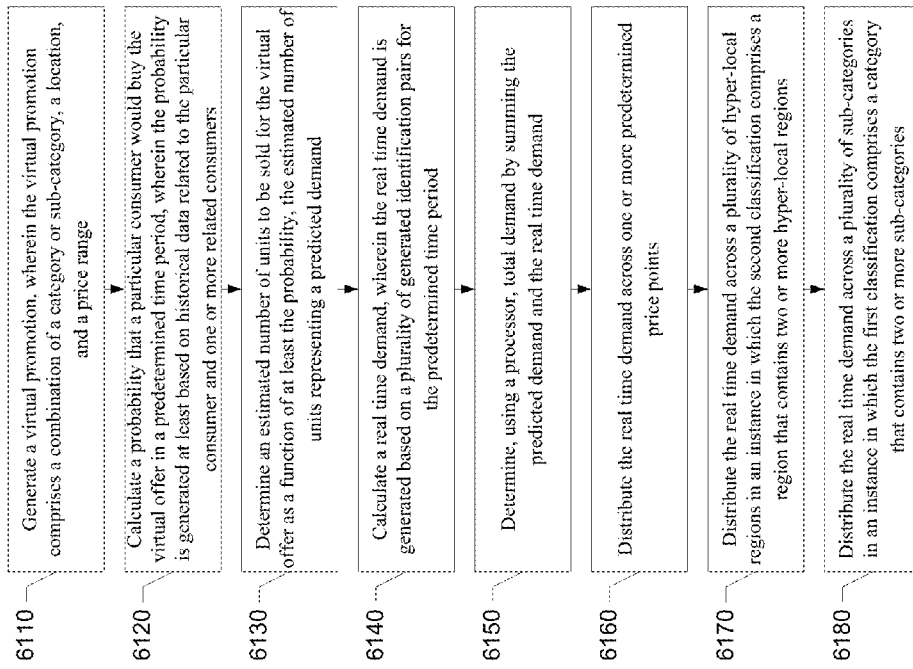 6110
Generate a virtual promotion, wherein the virtual promotion
comprises a combination of a category or sub-category, a location,
and a price range
6120
Calculate a probability that a particular consumer would buy the
virtual offer in a predetermined time period, wherein the probability
is generated at least based on historical data related to the particular
consumer and one or more related consumers
6130
Determine an estimated number of units to be sold for the virtual
offer as a function of at least the probability, the estimated number of
units representing a predicted demand
6140
Calculate a real time demand, wherein the real time demand is
generated based on a plurality of generated identification pairs for
the predetermined time period
6150
Determine, using a processor, total demand by summing the
predicted demand and the real time demand
6160
Distribute the real time demand across one or more predetermined
price points
6170
Distribute the real time demand across a plurality of hyper-local
regions in an instance in which the second classification comprises a
region that contains two or more hyper-local regions
6180
Distribute the real time demand across a plurality of sub-categories
in an instance in which the first classification comprises a category
that contains two or more sub-categories